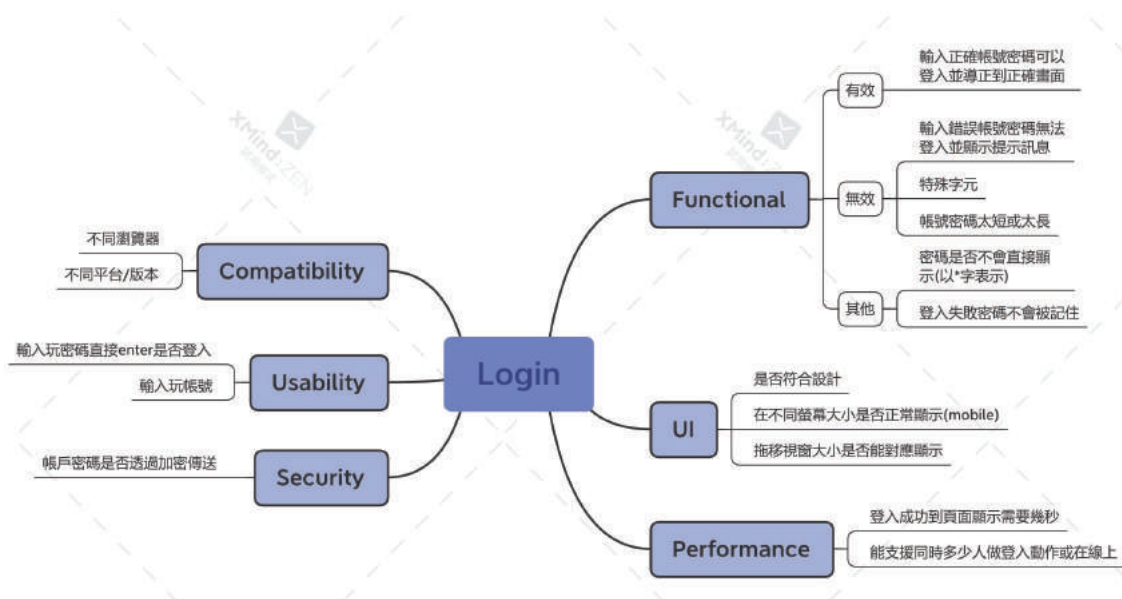 輸入正確帳號密碼可以
登入並導正到正確畫面
有效
輸入錯誤帳號密碼無法
登入並顯示提示訊息
特殊字元
無效
帳號密碼太短或太長
Functional
密碼是否不會直接顯
示(以*字表示)
其他
登入失敗密碼不會被記住
不同瀏覽器
不同平台/版本
Compatibility
輸入玩密碼直接enter是否登入
輸入玩帳號
Usability
Login
帳戶密碼是否透過加密傳送
Security
是否符合設計
在不同螢幕大小是否正常顯示(mobile)
UI
拖移視窗大小是否能對應顯示
登入成功到頁面顯示需要幾秒
Performance
能支援同時多少人做登入動作或在線上
XMind:ZEN
XMind:ZEN